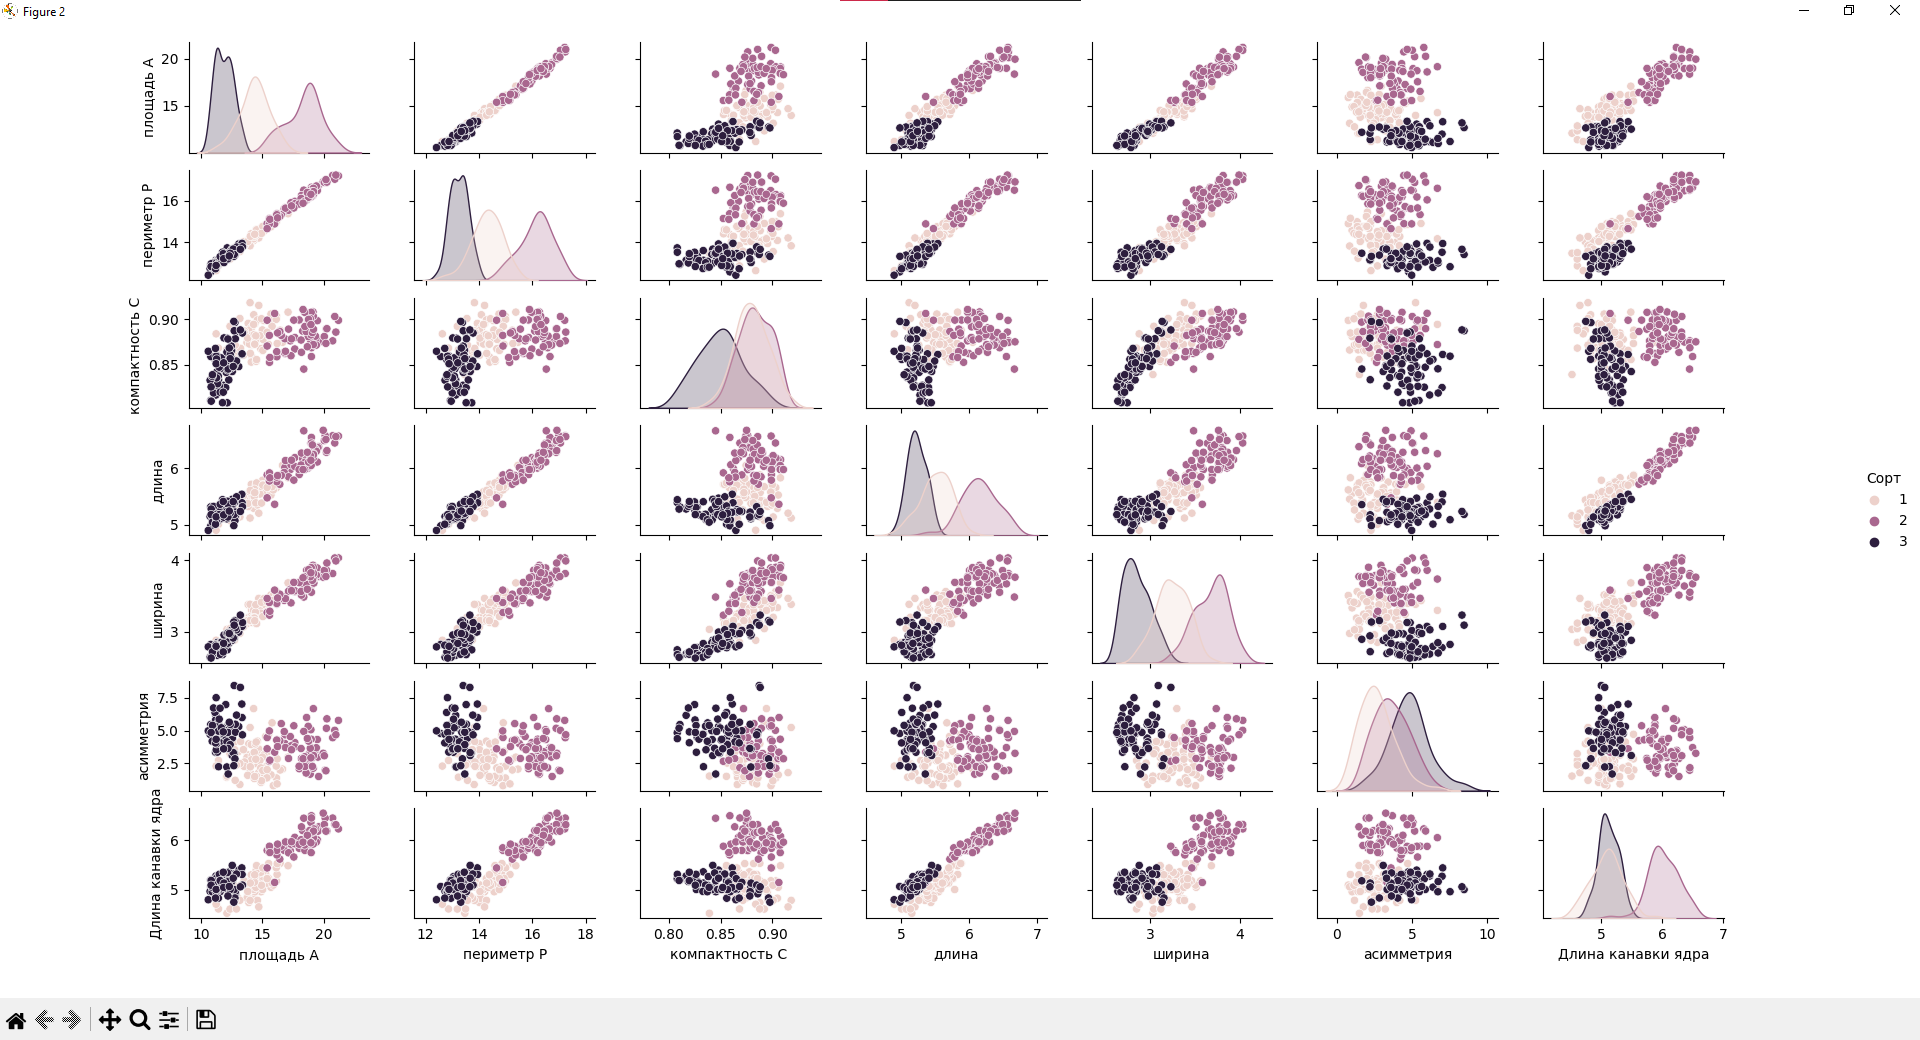 Figure 2
площадь A
20
15
периметр P
16
14
компактность C
0.90
0.85
длина
6
5
ширина
4
3
асимметрия
7.5
5.0
2.5
Длина канавки ядра
6
5
10 15 20
12 14 16 18
0.80 0.85 0.90
5 6 7
3 4
0 5 10
5 6 7
площадь A
периметр P
компактность C
длина
ширина
асимметрия
Длина канавки ядра
Сорт
1
2
3